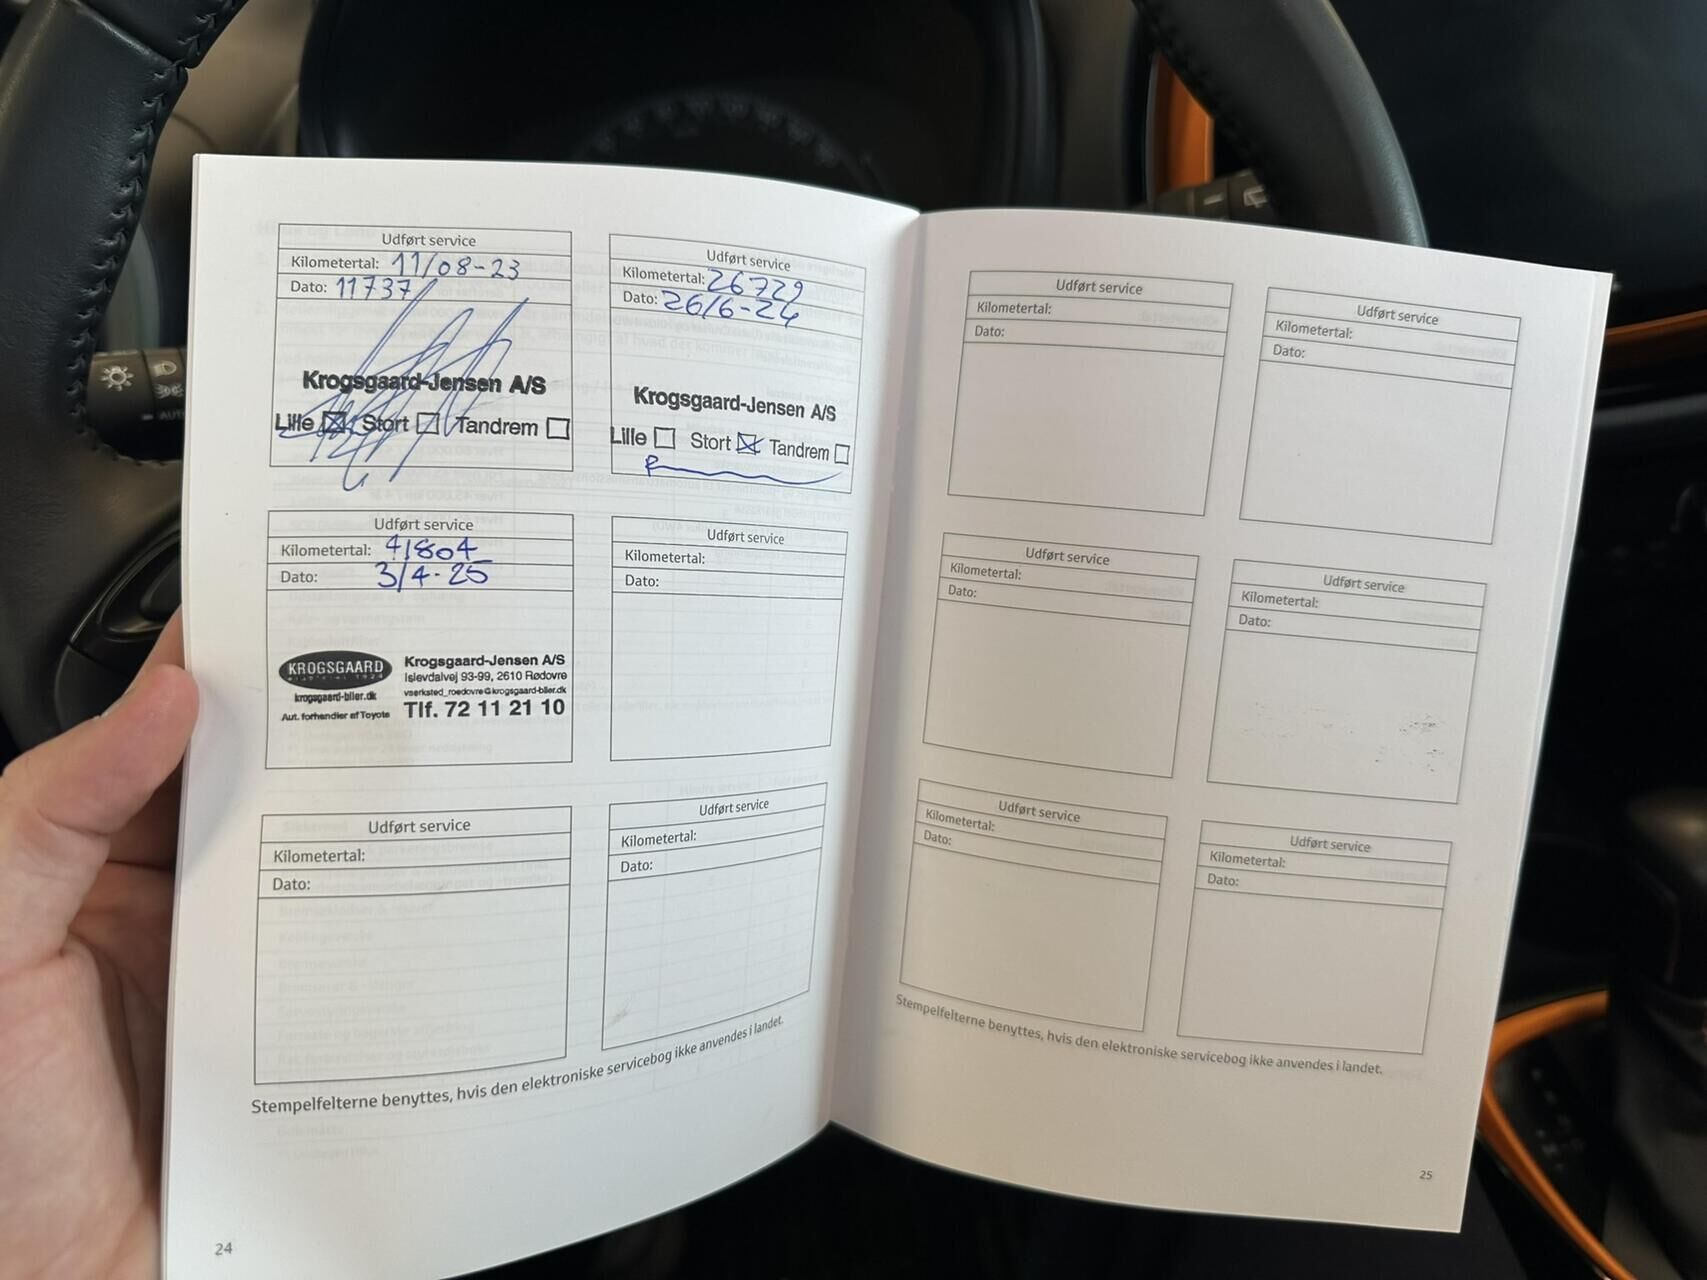 Udført service
Kilometertal: 11/08-23
Dato: 11737
Krogsgaard-Jensen A/S
Lille Stort Tandrem
Udført service
Kilometertal: 26729
Dato: 26/6-24
Krogsgaard-Jensen A/S
Lille Stort Tandrem
Udført service
Kilometertal: 41804
Dato: 3/4-25
KROGSGAARD
krogsgaard-biler.dk
Aut. forhandler af Toyota
Krogsgaard-Jensen A/S
Islevdalvej 93-99, 2610 Rødovre
vaerksted_roedovre@krogsgaard-biler.dk
Tlf. 72 11 21 10
Udført service
Kilometertal:
Dato:
Udført service
Kilometertal:
Dato:
Udført service
Kilometertal:
Dato:
Stempelfelterne benyttes, hvis den elektroniske servicebog ikke anvendes i landet.
24
Udført service
Kilometertal:
Dato:
Udført service
Kilometertal:
Dato:
Udført service
Kilometertal:
Dato:
Udført service
Kilometertal:
Dato:
Udført service
Kilometertal:
Dato:
Udført service
Kilometertal:
Dato:
Stempelfelterne benyttes, hvis den elektroniske servicebog ikke anvendes i landet.
25
AUTO